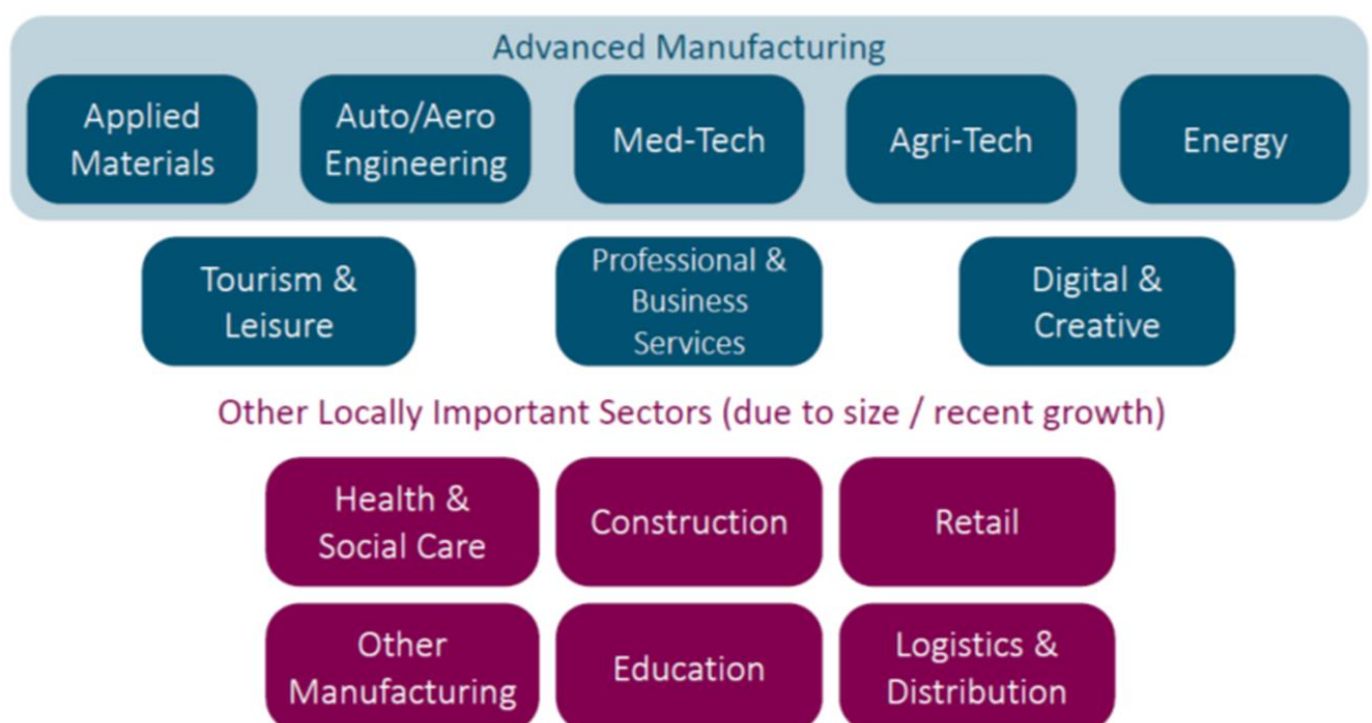 Advanced Manufacturing
Applied
Materials
Auto/Aero
Engineering
Med-Tech
Agri-Tech
Energy
Tourism &
Leisure
Professional &
Business
Services
Digital &
Creative
Other Locally Important Sectors (due to size / recent growth)
Health &
Social Care
Construction
Retail
Other
Manufacturing
Education
Logistics &
Distribution